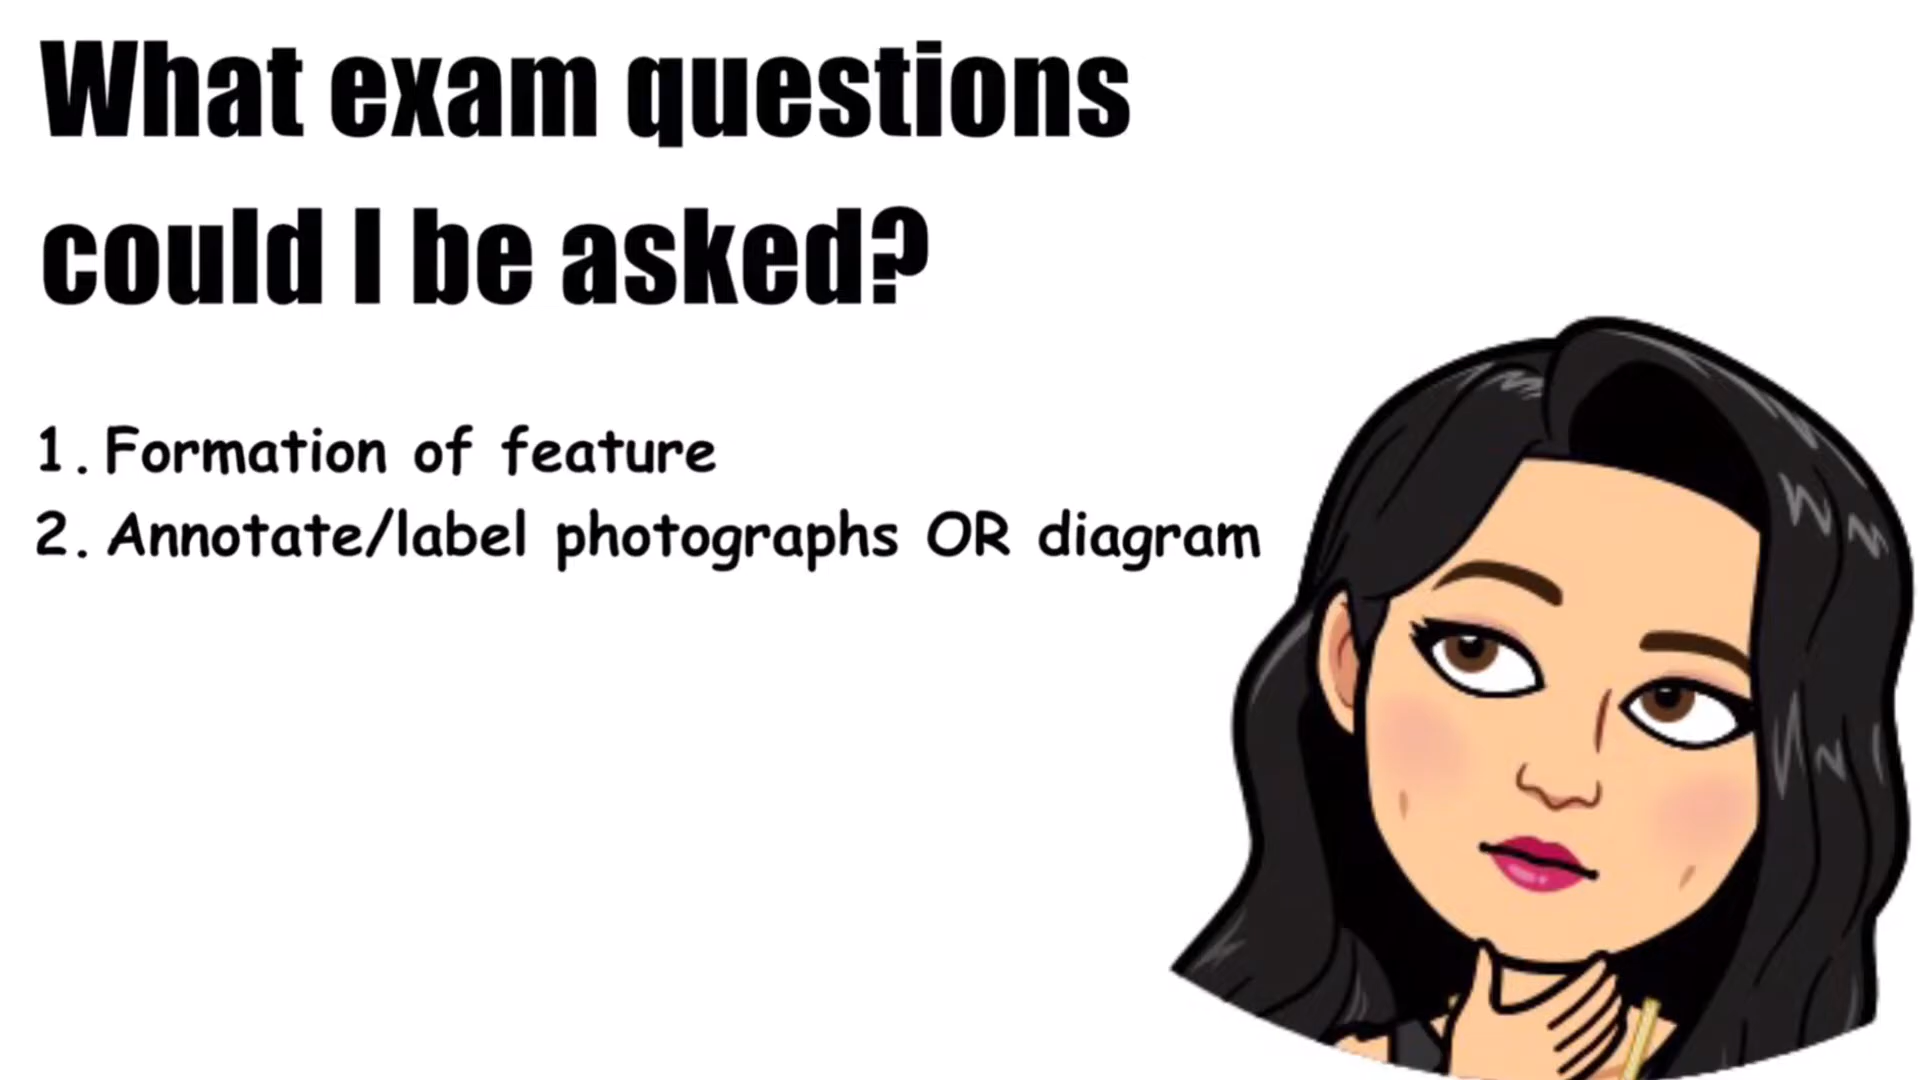 What exam questions
could I be asked?
1. Formation of feature
2. Annotate/label photographs OR diagram